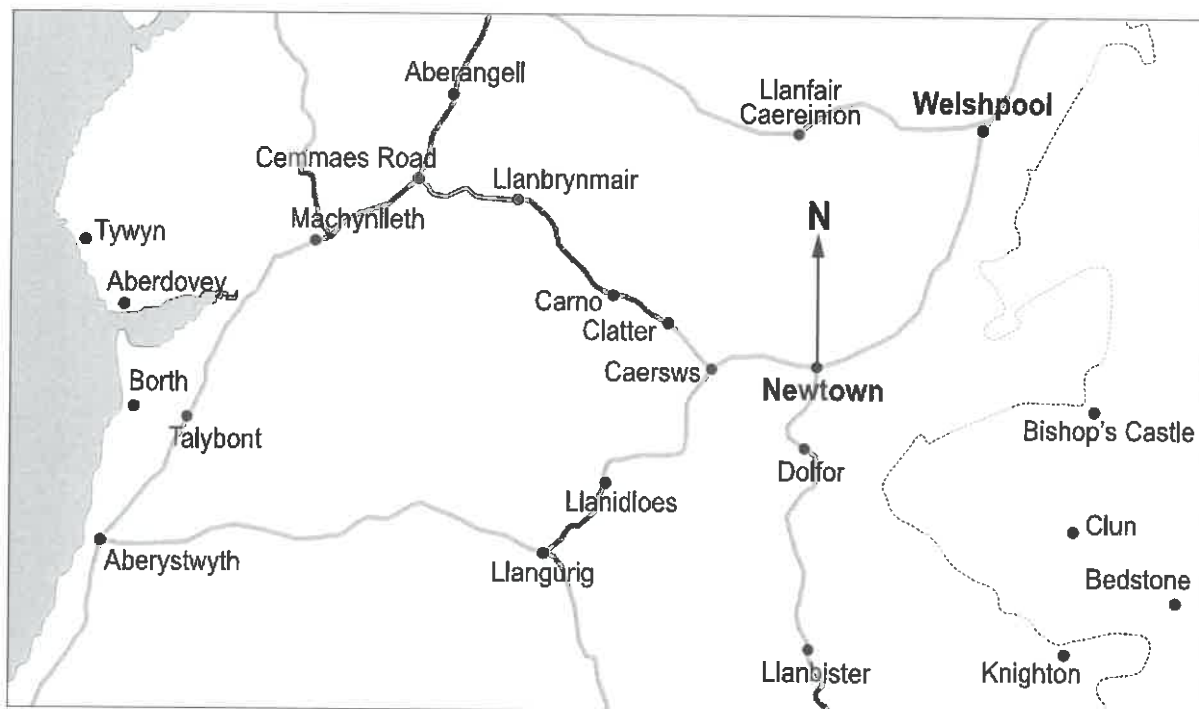 Aberangell
Llanfair
Caereinion
Welshpool
Cemmaes Road
Llanbrynmair
Machynlleth
N
Tywyn
Aberdovey
Carno
Clatter
Caersws
Newtown
Borth
Talybont
Bishop's Castle
Dolfor
Llanidloes
Clun
Aberystwyth
Llangurig
Bedstone
Llanbister
Knighton